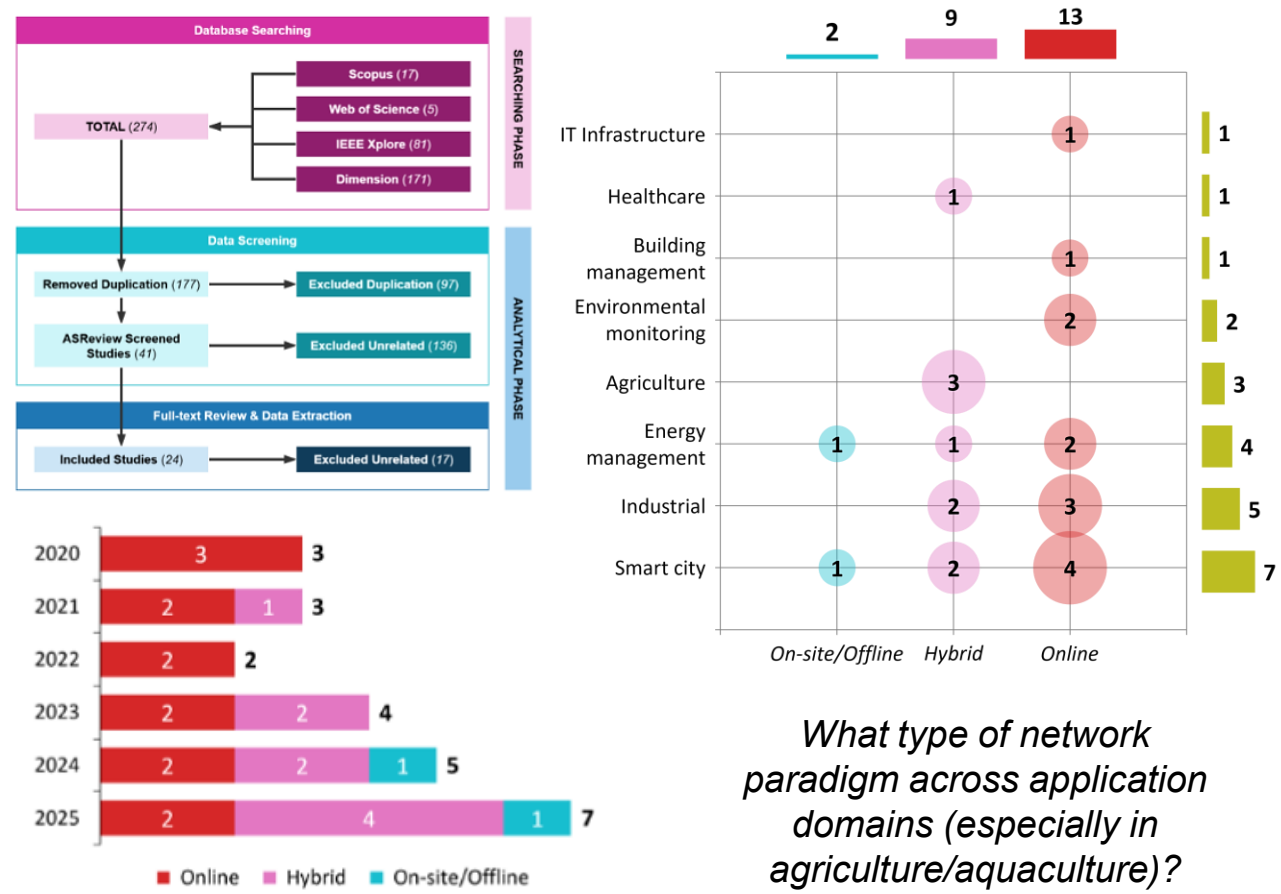 Database Searching
Scopus (17)
Web of Science (5)
TOTAL (274)
IEEE Xplore (81)
Dimension (171)
SEARCHING PHASE
Data Screening
Removed Duplication (177)
Excluded Duplication (97)
ASReview Screened
Studies (41)
Excluded Unrelated (136)
Full-text Review & Data Extraction
Included Studies (24)
Excluded Unrelated (17)
ANALYTICAL PHASE
2020 3 3
2021 2 1 3
2022 2 2
2023 2 2 4
2024 2 2 1 5
2025 2 4 1 7
Online Hybrid On-site/Offline
2 9 13
IT Infrastructure 1 1
Healthcare 1 1
Building
management 1 1
Environmental
monitoring 2 2
Agriculture 3 3
Energy
management 1 1 2 4
Industrial 2 3 5
Smart city 1 2 4 7
On-site/Offline Hybrid Online
What type of network
paradigm across application
domains (especially in
agriculture/aquaculture)?